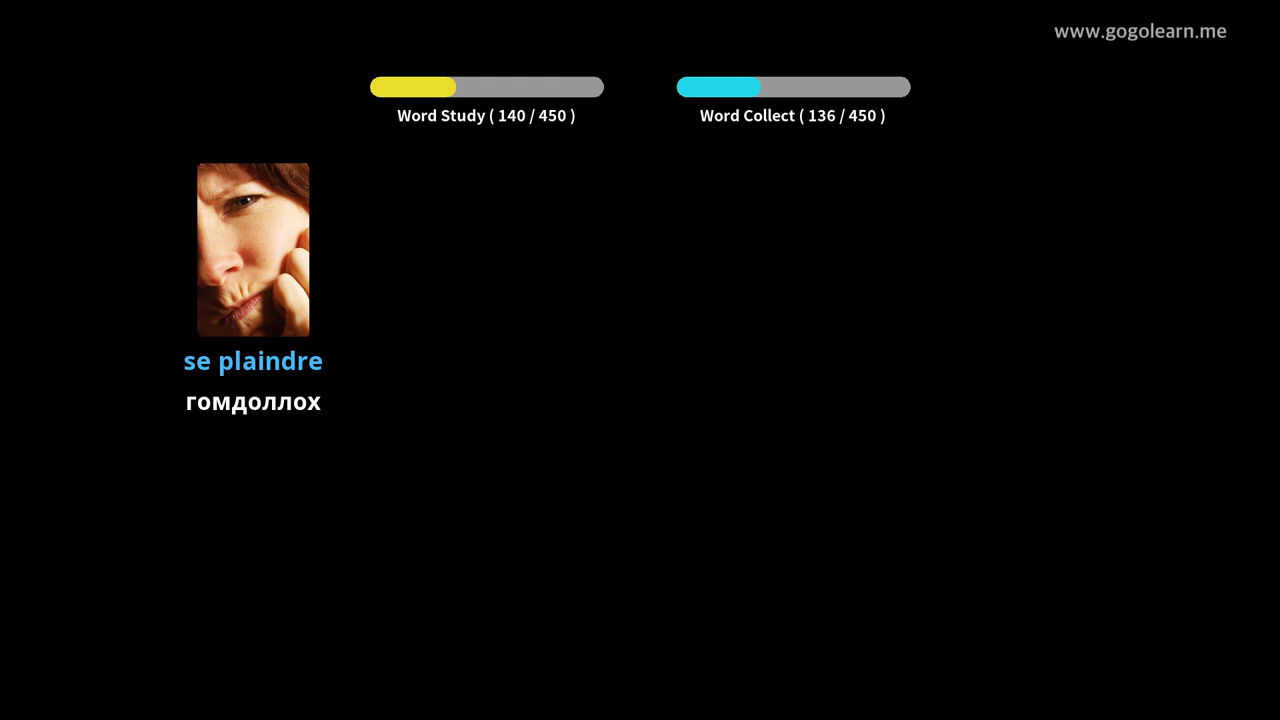 www.gogolearn.me
Word Study ( 140 / 450 )
Word Collect ( 136 / 450 )
se plaindre
гомдоллох